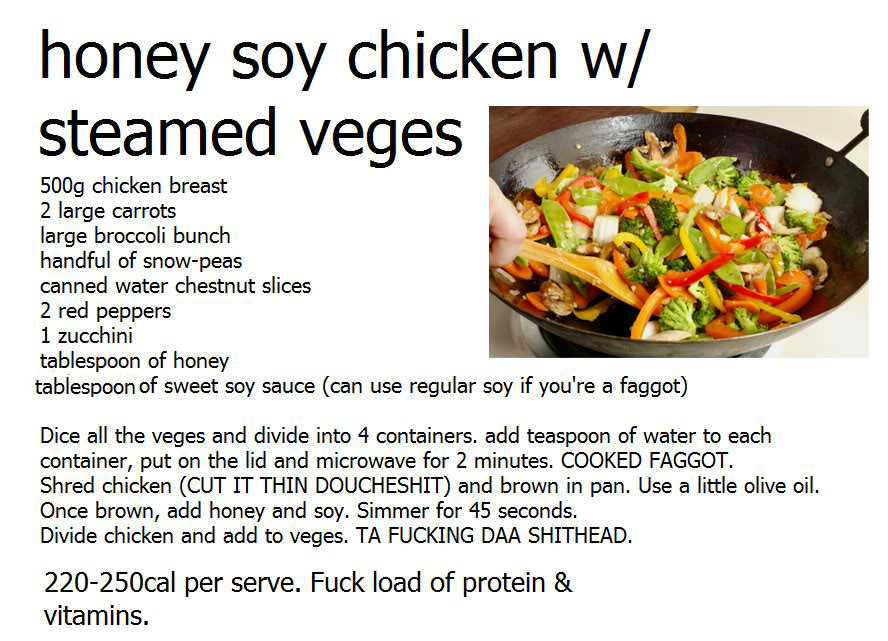 honey soy chicken w/
steamed veges
500g chicken breast
2 large carrots
large broccoli bunch
handful of snow-peas
canned water chestnut slices
2 red peppers
1 zucchini
tablespoon of honey
tablespoon of sweet soy sauce (can use regular soy if you're a faggot)
Dice all the veges and divide into 4 containers. add teaspoon of water to each
container, put on the lid and microwave for 2 minutes. COOKED FAGGOT.
Shred chicken (CUT IT THIN DOUCHESHIT) and brown in pan. Use a little olive oil.
Once brown, add honey and soy. Simmer for 45 seconds.
Divide chicken and add to veges. TA FUCKING DAA SHITHEAD.
220-250cal per serve. Fuck load of protein &
vitamins.